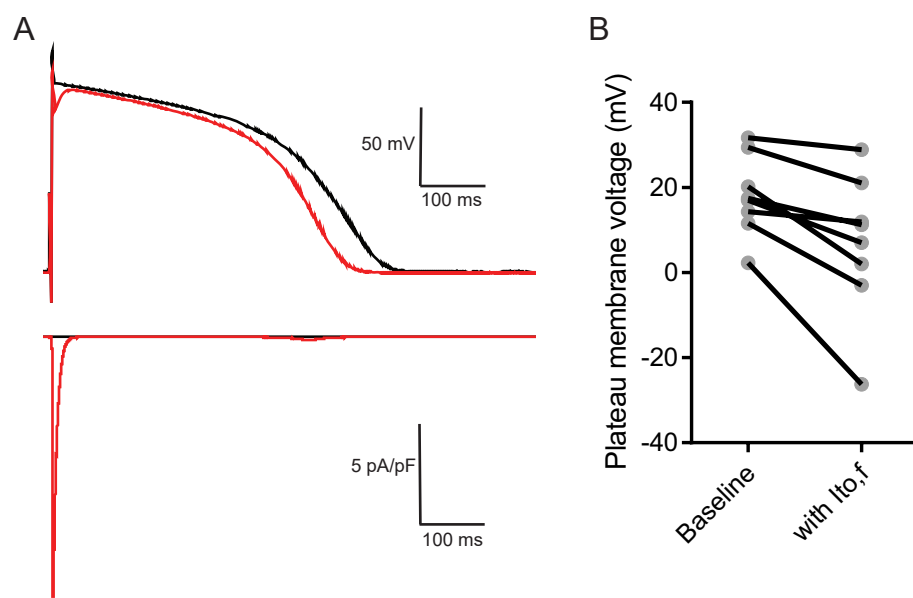 A
50 mV
100 ms
5 pA/pF
100 ms
B
Plateau membrane voltage (mV)
40
20
0
-20
-40
Baseline
with Ito,f